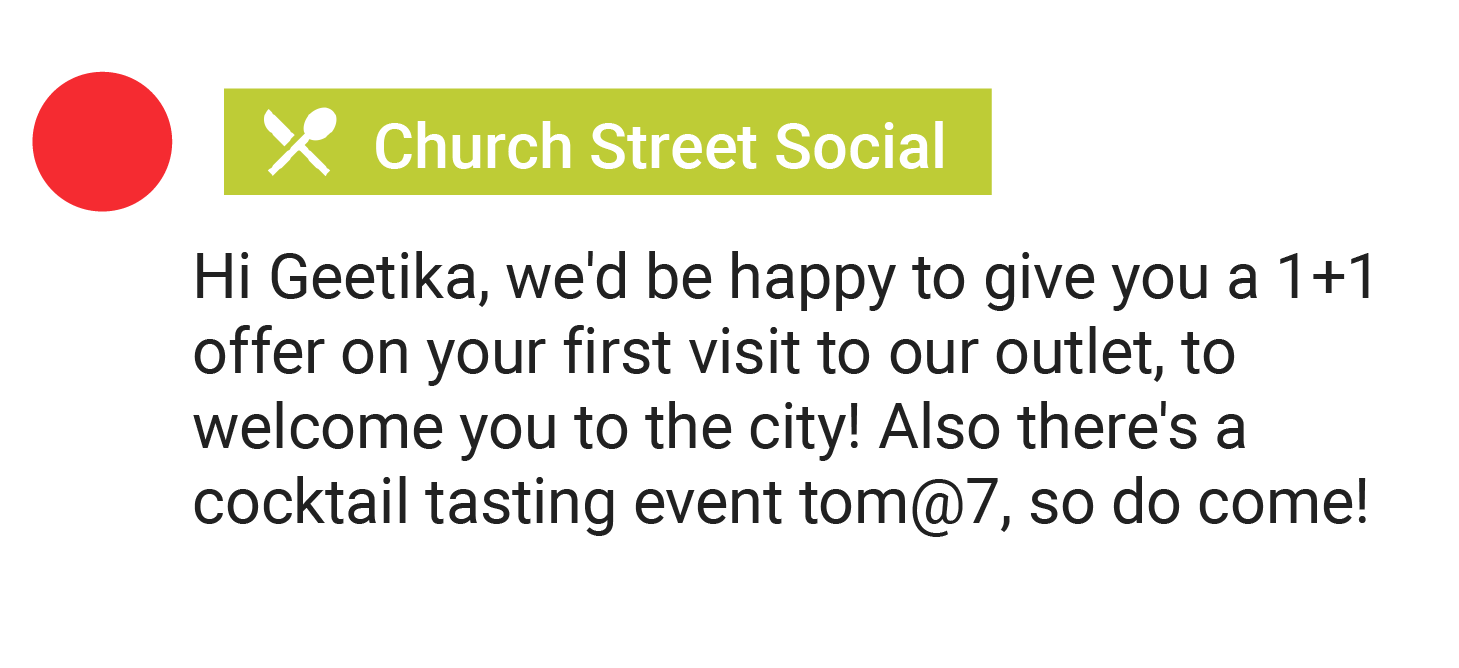 Church Street Social
Hi Geetika, we'd be happy to give you a 1+1
offer on your first visit to our outlet, to
welcome you to the city! Also there's a
cocktail tasting event tom@7, so do come!